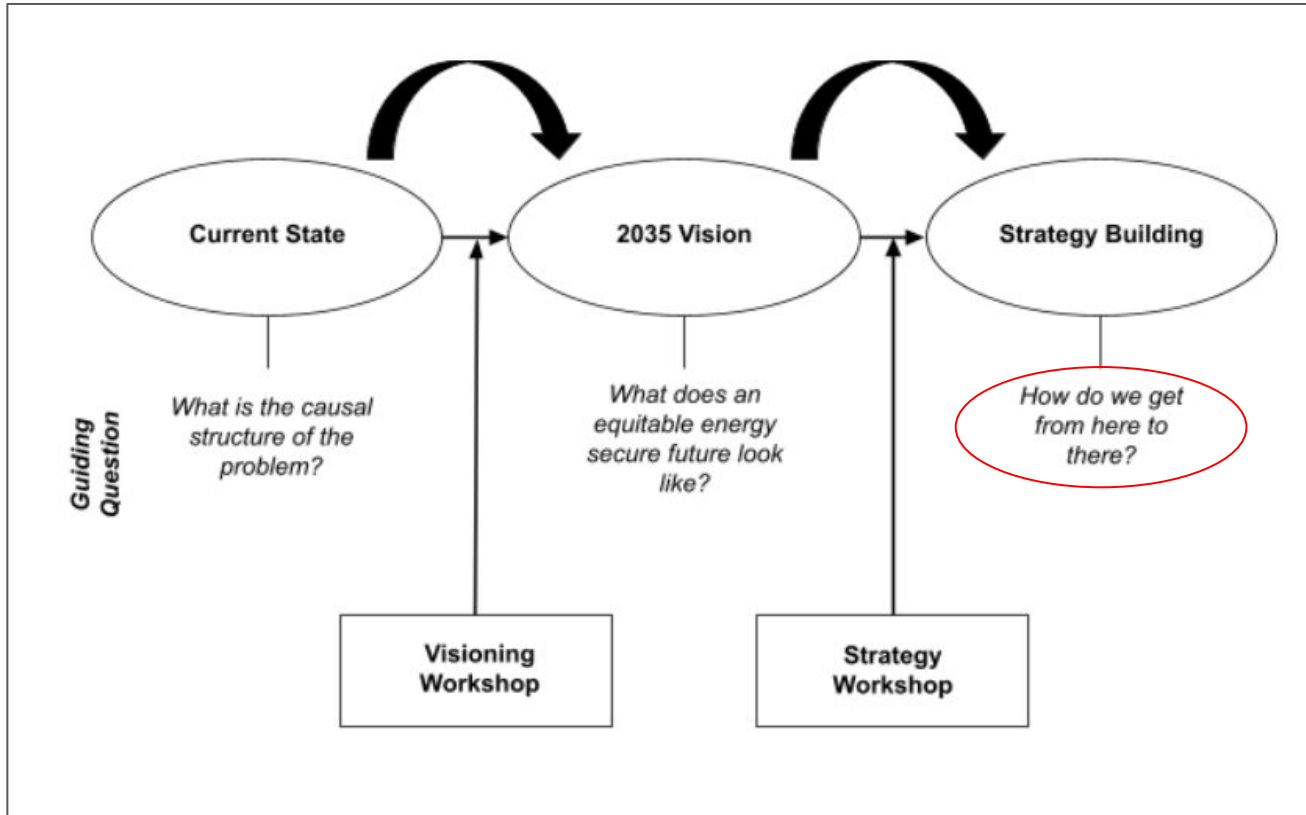 Current State
2035 Vision
Strategy Building
Guiding
Question
What is the causal
structure of the
problem?
What does an
equitable energy
secure future look
like?
How do we get
from here to
there?
Visioning
Workshop
Strategy
Workshop